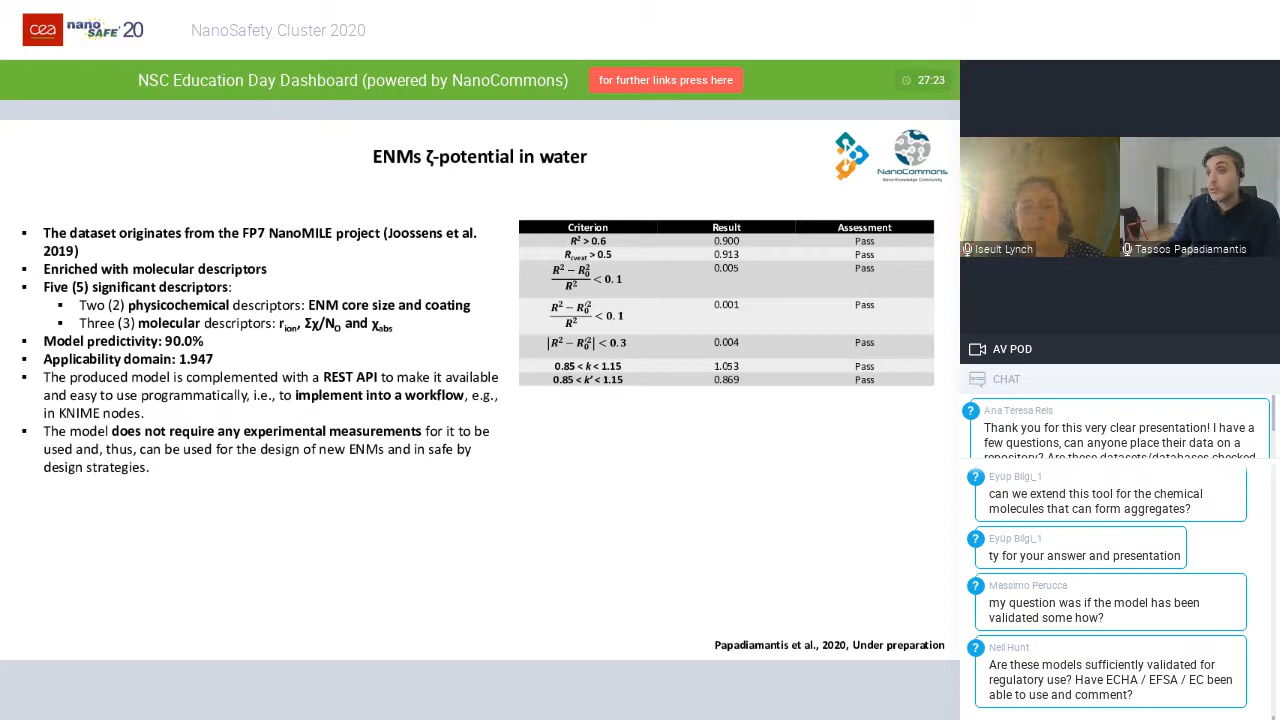 cea nano SAFE'20
NanoSafety Cluster 2020
NSC Education Day Dashboard (powered by NanoCommons)
for further links press here
27:23
ENMs ζ-potential in water
NanoCommons
▪ The dataset originates from the FP7 NanoMILE project (Joossens et al.
2019)
▪ Enriched with molecular descriptors
▪ Five (5) significant descriptors:
▪ Two (2) physicochemical descriptors: ENM core size and coating
▪ Three (3) molecular descriptors: r_ion, Σχ/N_O and χ_abs
▪ Model predictivity: 90.0%
▪ Applicability domain: 1.947
▪ The produced model is complemented with a REST API to make it available
and easy to use programmatically, i.e., to implement into a workflow, e.g.,
in KNIME nodes.
▪ The model does not require any experimental measurements for it to be
used and, thus, can be used for the design of new ENMs and in safe by
design strategies.
Criterion Result Assessment
R² > 0.6 0.900 Pass
R_cvext > 0.5 0.913 Pass
(R² − R₀²)/R² < 0.1 0.005 Pass
(R² − R₀′²)/R² < 0.1 0.001 Pass
|R² − R₀′²| < 0.3 0.004 Pass
0.85 < k < 1.15 1.053 Pass
0.85 < k′ < 1.15 0.869 Pass
Papadiamantis et al., 2020, Under preparation
Iseult Lynch
Tassos Papadiamantis
AV POD
CHAT
? Ana Teresa Reis
Thank you for this very clear presentation! I have a
few questions, can anyone place their data on a
repository? Are these datasets/databases checked
? Eyüp Bilgi_1
can we extend this tool for the chemical
molecules that can form aggregates?
? Eyüp Bilgi_1
ty for your answer and presentation
? Massimo Perucca
my question was if the model has been
validated some how?
? Neil Hunt
Are these models sufficiently validated for
regulatory use? Have ECHA / EFSA / EC been
able to use and comment?